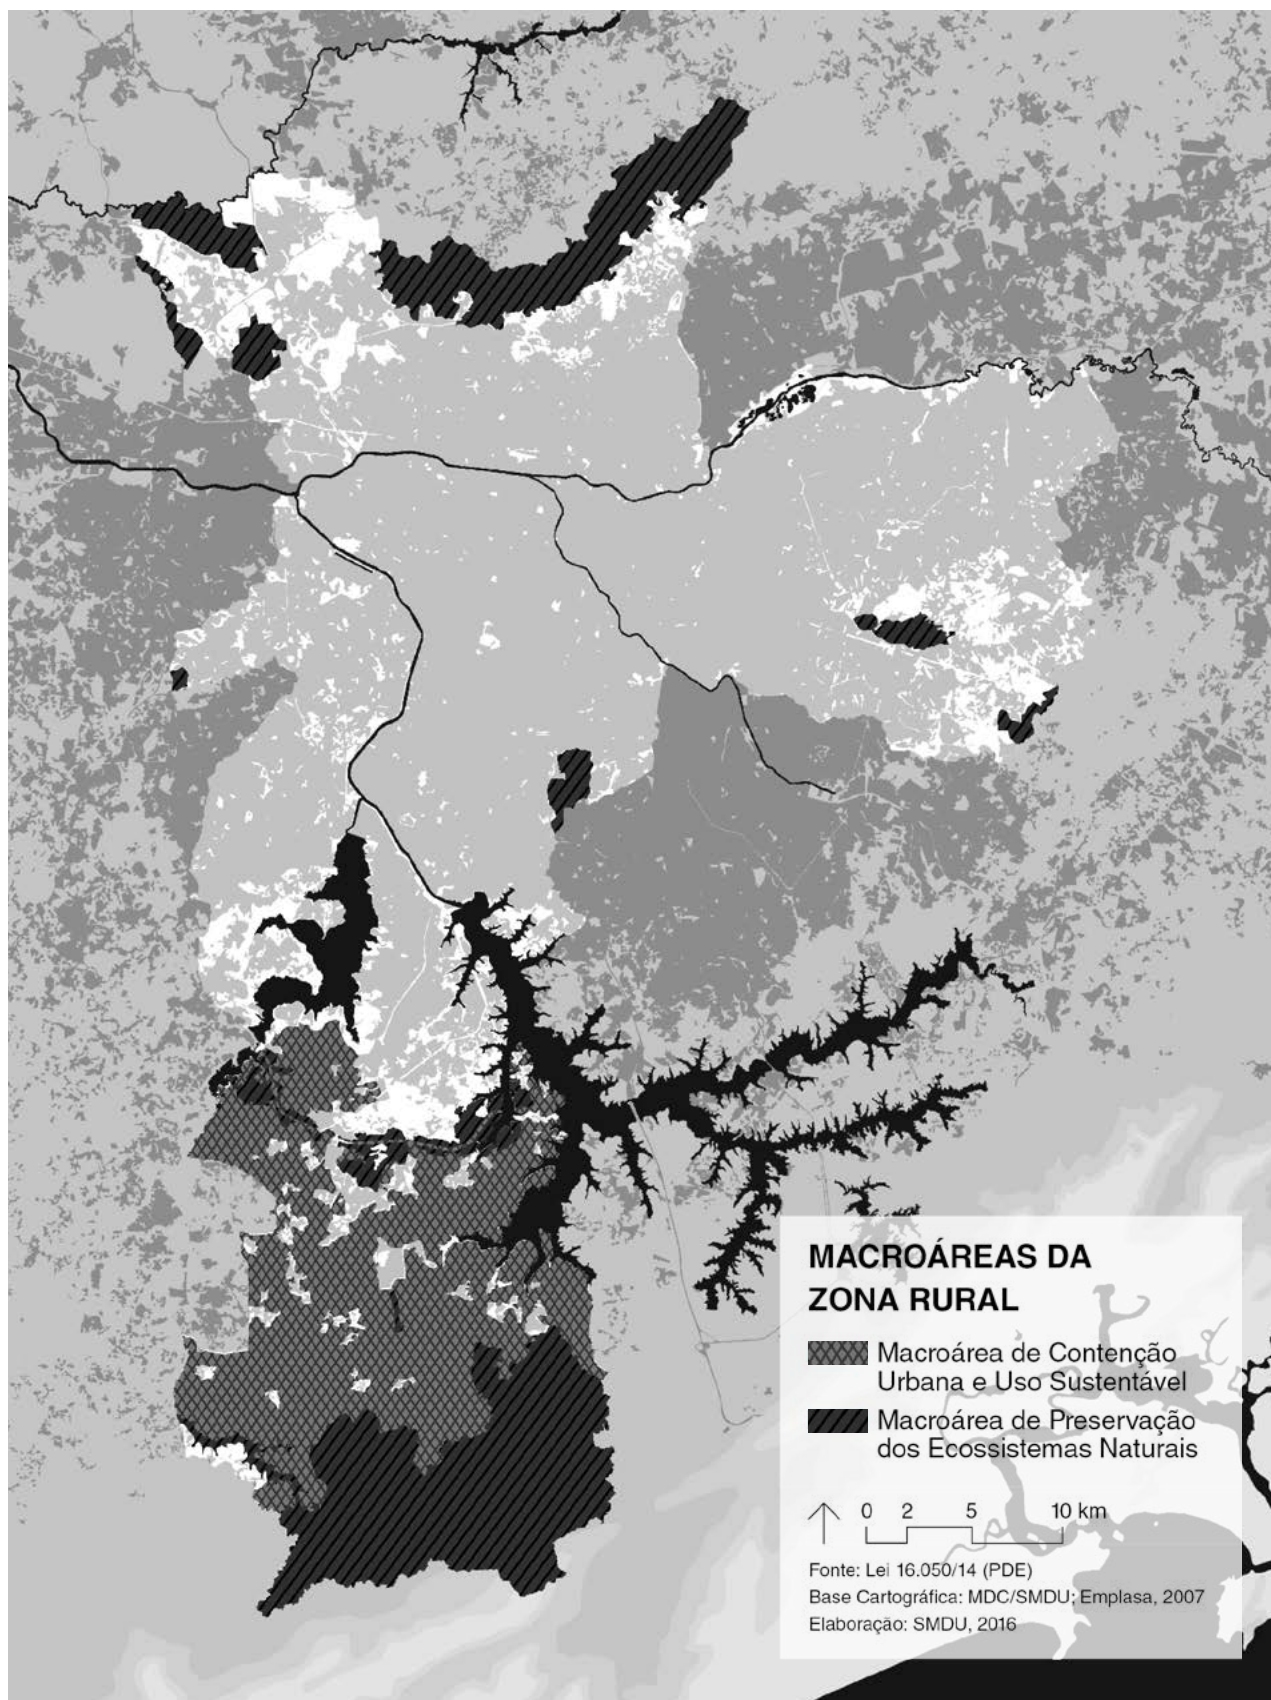 MACROÁREAS DA
ZONA RURAL
Macroárea de Contenção
Urbana e Uso Sustentável
Macroárea de Preservação
dos Ecossistemas Naturais
0 2 5 10 km
Fonte: Lei 16.050/14 (PDE)
Base Cartográfica: MDC/SMDU; Emplasa, 2007
Elaboração: SMDU, 2016